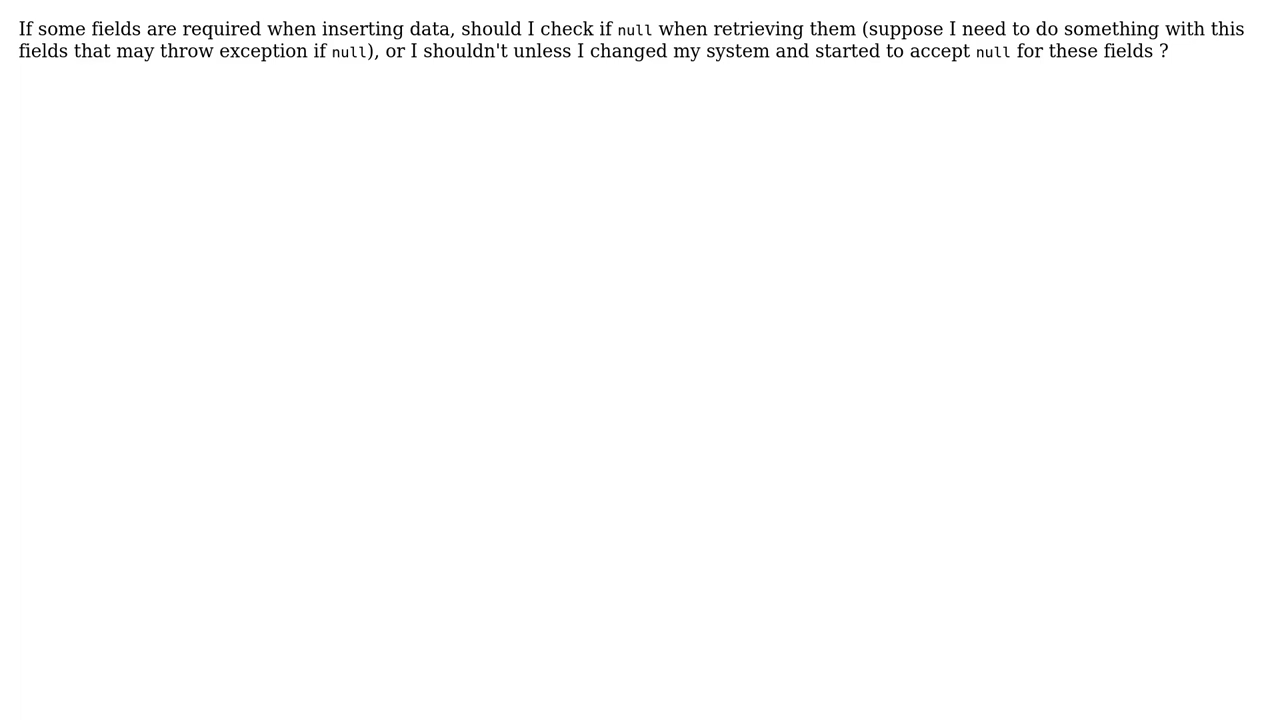 If some fields are required when inserting data, should I check if null when retrieving them (suppose I need to do something with this
fields that may throw exception if null), or I shouldn't unless I changed my system and started to accept null for these fields ?